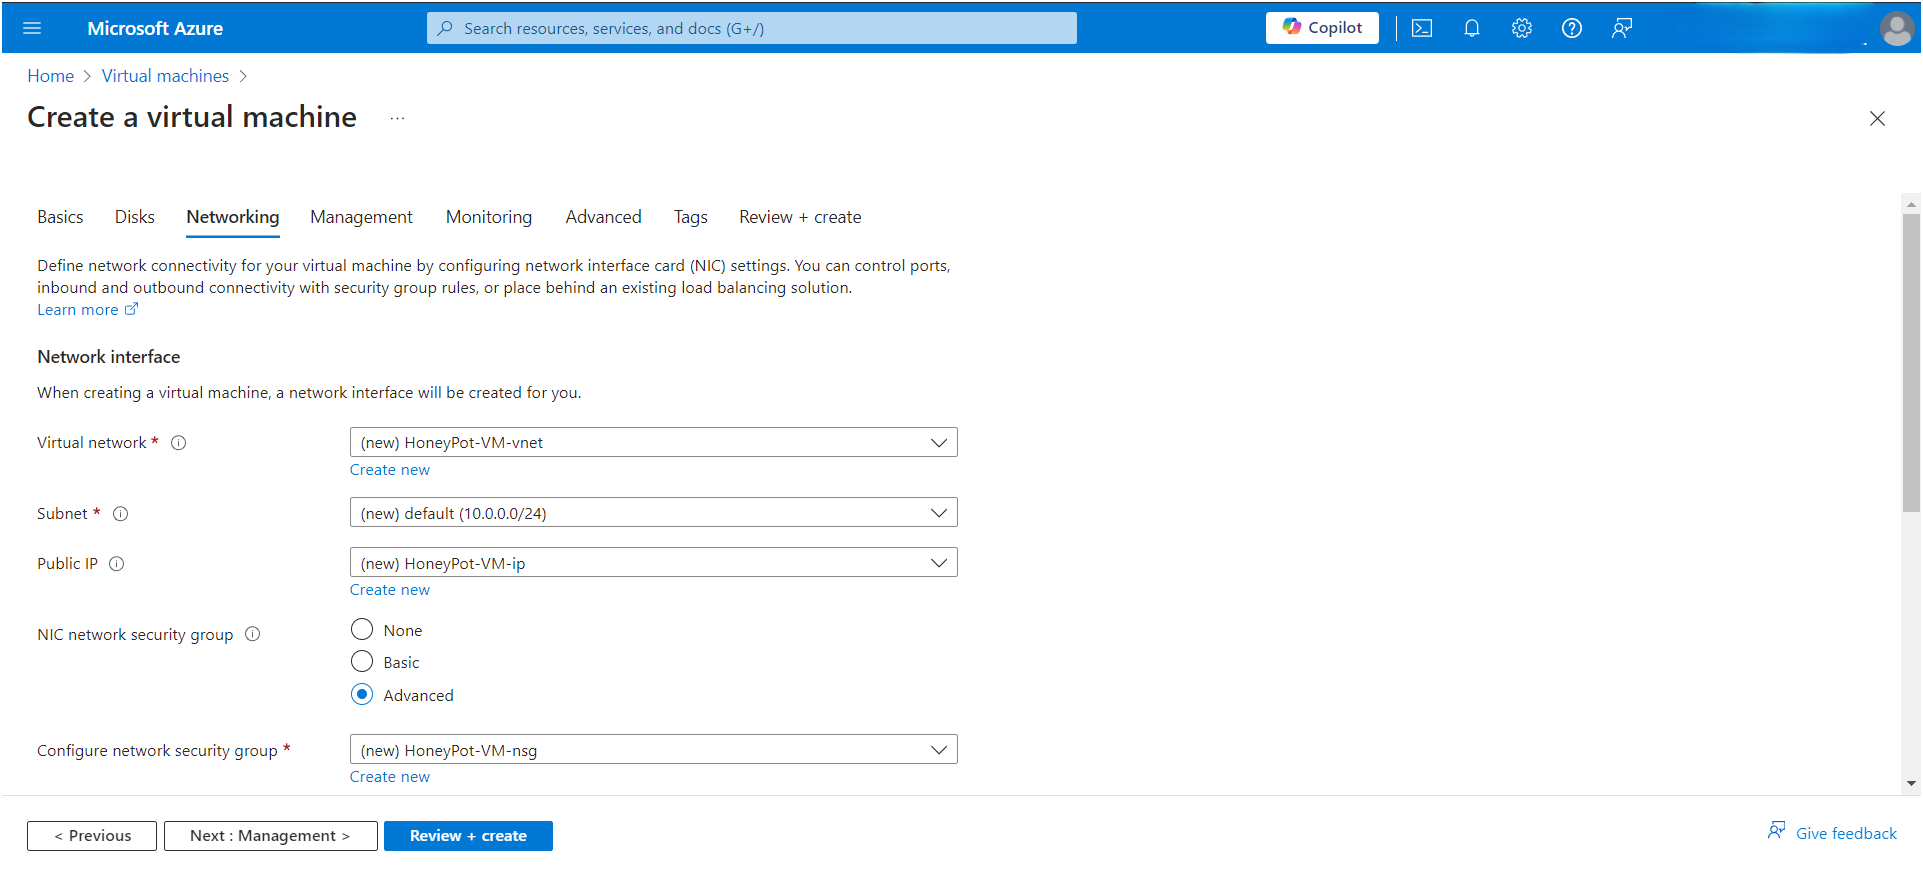 Microsoft Azure
Search resources, services, and docs (G+/)
Copilot
Home > Virtual machines >
Create a virtual machine ...
Basics Disks Networking Management Monitoring Advanced Tags Review + create
Define network connectivity for your virtual machine by configuring network interface card (NIC) settings. You can control ports,
inbound and outbound connectivity with security group rules, or place behind an existing load balancing solution.
Learn more
Network interface
When creating a virtual machine, a network interface will be created for you.
Virtual network *
(new) HoneyPot-VM-vnet
Create new
Subnet *
(new) default (10.0.0.0/24)
Public IP
(new) HoneyPot-VM-ip
Create new
NIC network security group
None
Basic
Advanced
Configure network security group *
(new) HoneyPot-VM-nsg
Create new
< Previous
Next : Management >
Review + create
Give feedback